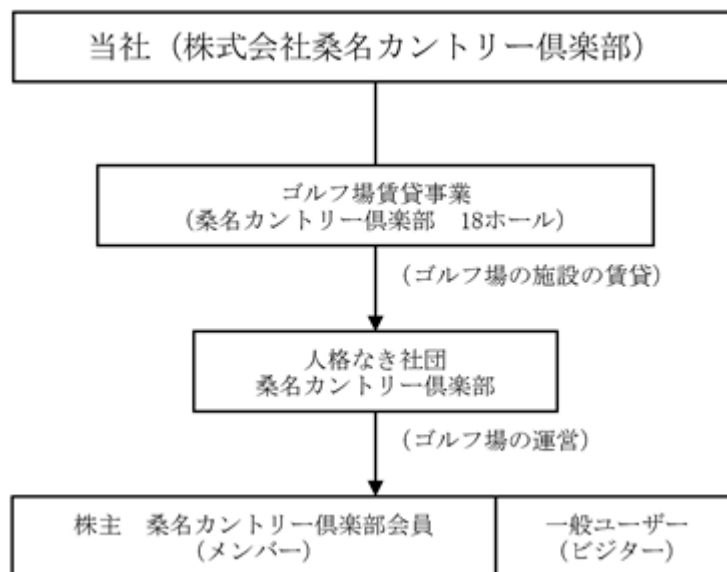 当社（株式会社桑名カントリー倶楽部）
ゴルフ場賃貸事業
（桑名カントリー倶楽部　18ホール）
（ゴルフ場の施設の賃貸）
人格なき社団
桑名カントリー倶楽部
（ゴルフ場の運営）
株主　桑名カントリー倶楽部会員
（メンバー）
一般ユーザー
（ビジター）